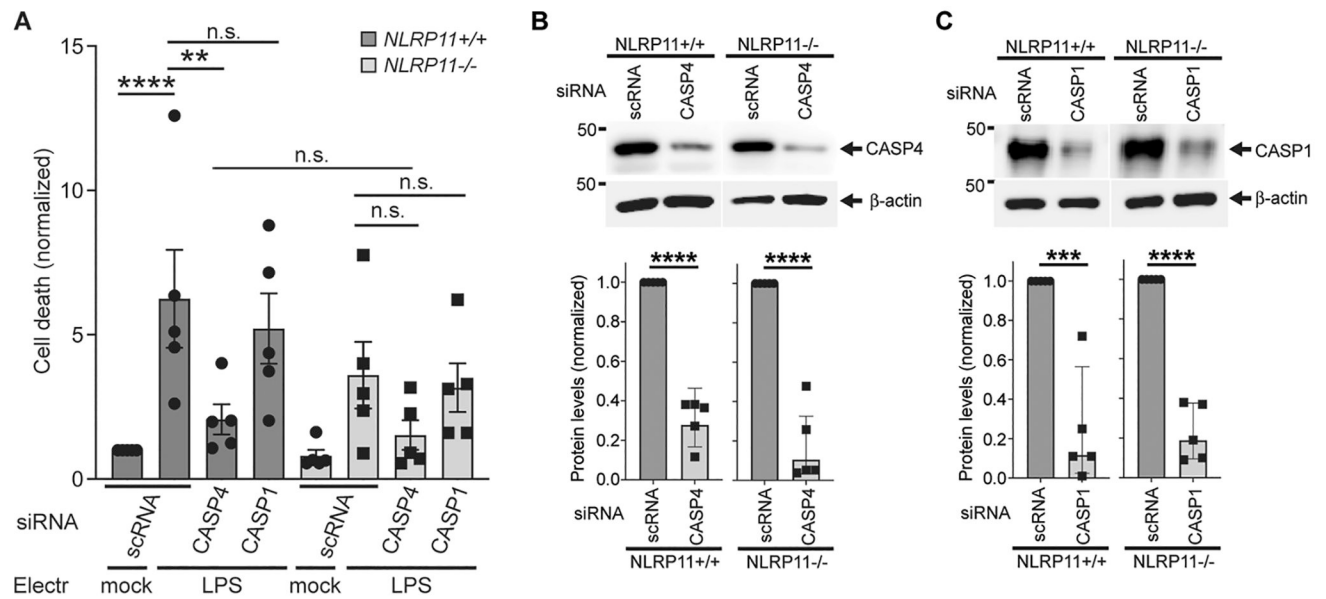 A
15
10
5
0
Cell death (normalized)
n.s.
**
****
n.s.
n.s.
n.s.
NLRP11+/+
NLRP11-/-
siRNA
scRNA
CASP4
CASP1
scRNA
CASP4
CASP1
Electr
mock
LPS
mock
LPS
B
NLRP11+/+
NLRP11-/-
siRNA
scRNA
CASP4
scRNA
CASP4
50
CASP4
50
β-actin
Protein levels (normalized)
1.0
0.8
0.6
0.4
0.2
0.0
****
****
siRNA
scRNA
CASP4
scRNA
CASP4
NLRP11+/+
NLRP11-/-
C
NLRP11+/+
NLRP11-/-
siRNA
scRNA
CASP1
scRNA
CASP1
50
CASP1
50
β-actin
Protein levels (normalized)
1.0
0.8
0.6
0.4
0.2
0.0
***
****
siRNA
scRNA
CASP1
scRNA
CASP1
NLRP11+/+
NLRP11-/-